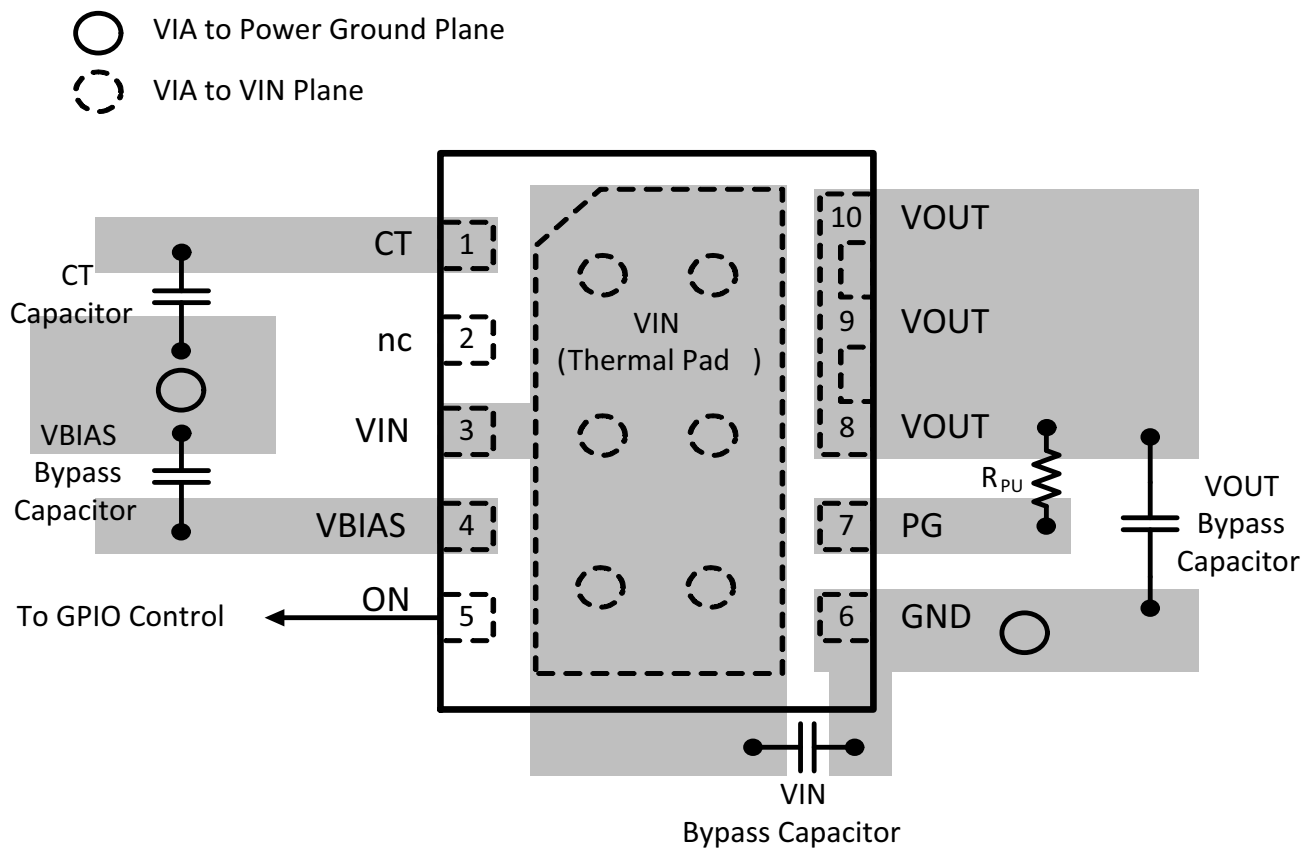 VIA to Power Ground Plane
VIA to VIN Plane
CT
1
10
VOUT
CT
Capacitor
nc
2
VIN
(Thermal Pad )
9
VOUT
VIN
3
8
VOUT
VBIAS
Bypass
Capacitor
RPU
VOUT
Bypass
Capacitor
VBIAS
4
7
PG
To GPIO Control
ON
5
6
GND
VIN
Bypass Capacitor